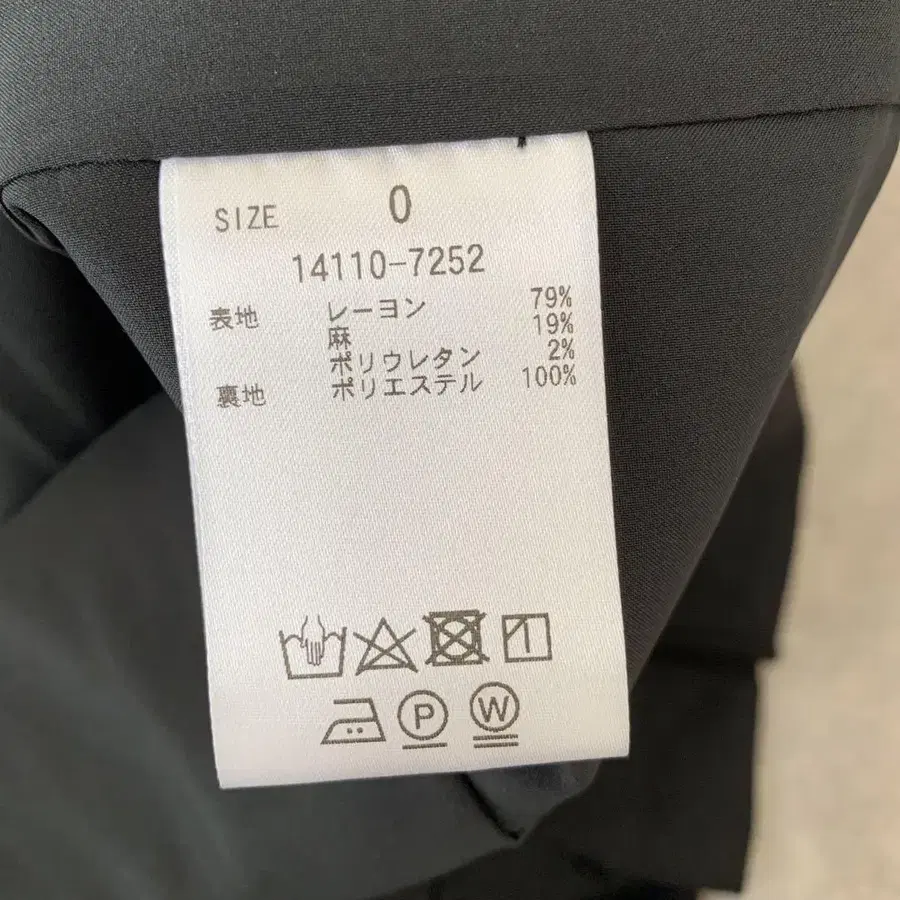 SIZE 0
14110-7252
表地 レーヨン 79%
麻 19%
ポリウレタン 2%
裏地 ポリエステル 100%
P W